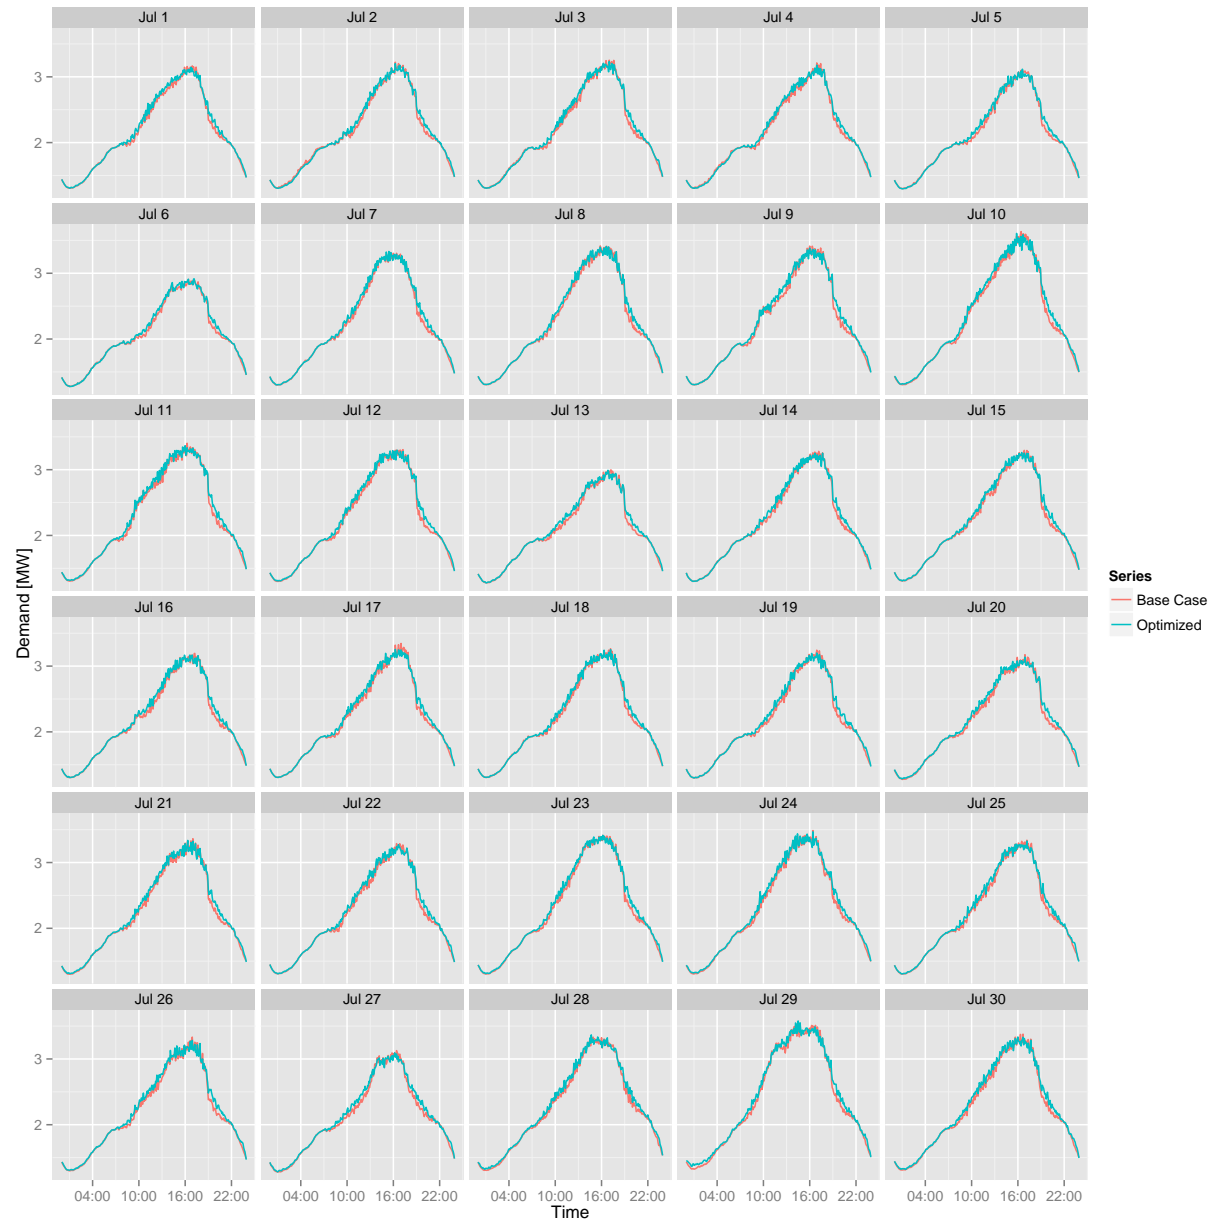 Jul 1 Jul 2 Jul 3 Jul 4 Jul 5
3
2
Jul 6 Jul 7 Jul 8 Jul 9 Jul 10
3
2
Jul 11 Jul 12 Jul 13 Jul 14 Jul 15
3
2
Demand [MW]
Series
Base Case
Optimized
Jul 16 Jul 17 Jul 18 Jul 19 Jul 20
3
2
Jul 21 Jul 22 Jul 23 Jul 24 Jul 25
3
2
Jul 26 Jul 27 Jul 28 Jul 29 Jul 30
3
2
04:00 10:00 16:00 22:00 04:00 10:00 16:00 22:00 04:00 10:00 16:00 22:00 04:00 10:00 16:00 22:00 04:00 10:00 16:00 22:00
Time